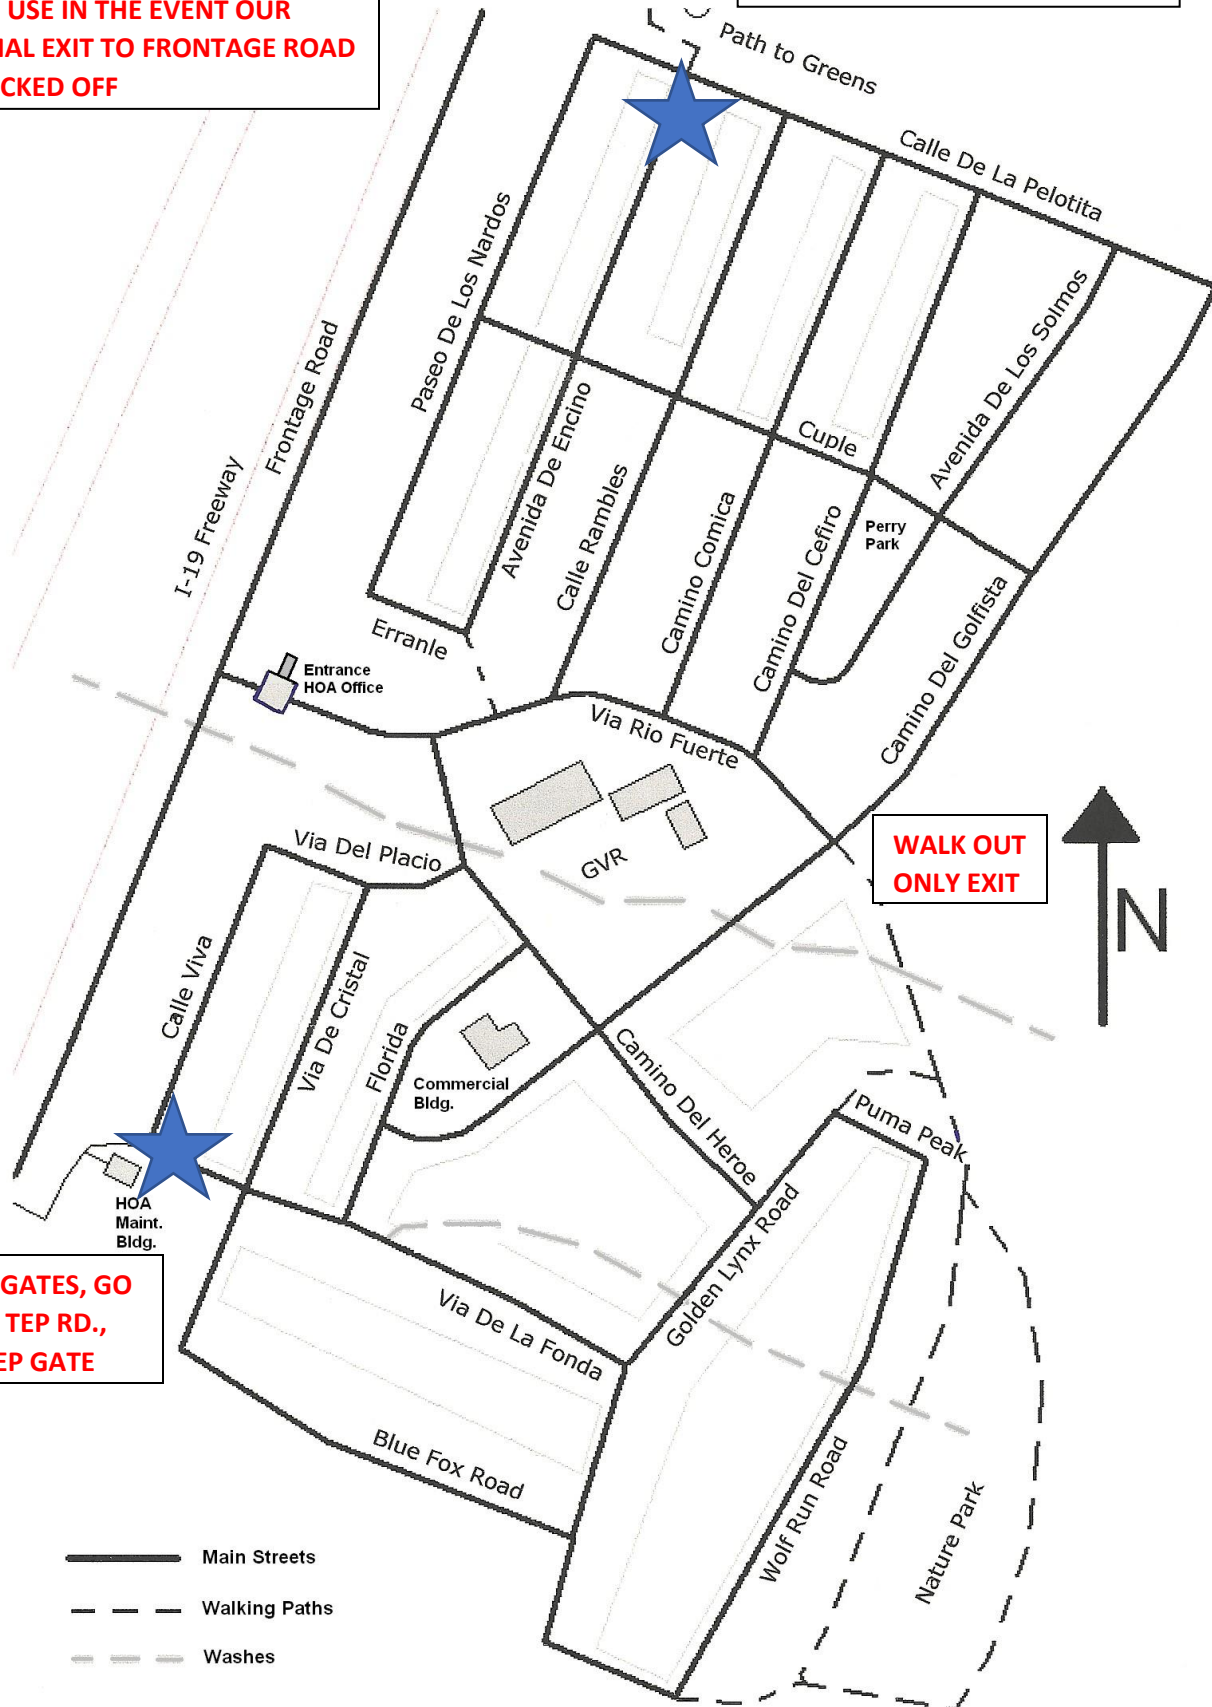 USE IN THE EVENT OUR
EXIT TO FRONTAGE ROAD
OFF
Path to Greens
Calle De La Pelotita
Paseo De Los Nardos
Frontage Road
I-19 Freeway
Avenida De Los Solmos
Cuple
Avenida De Encino
Calle Rambles
Camino Comica
Camino Del Cefiro
Perry
Park
Camino Del Golfista
Erranle
Entrance
HOA Office
Via Rio Fuerte
GVR
WALK OUT
ONLY EXIT
N
Via Del Placio
Calle Viva
Via De Cristal
Florida
Commercial
Bldg.
Camino Del Heroe
Puma Peak
HOA
Maint.
Bldg.
Golden Lynx Road
GATES, GO
TEP RD.,
GATE
Via De La Fonda
Blue Fox Road
Wolf Run Road
Nature Park
Main Streets
Walking Paths
Washes